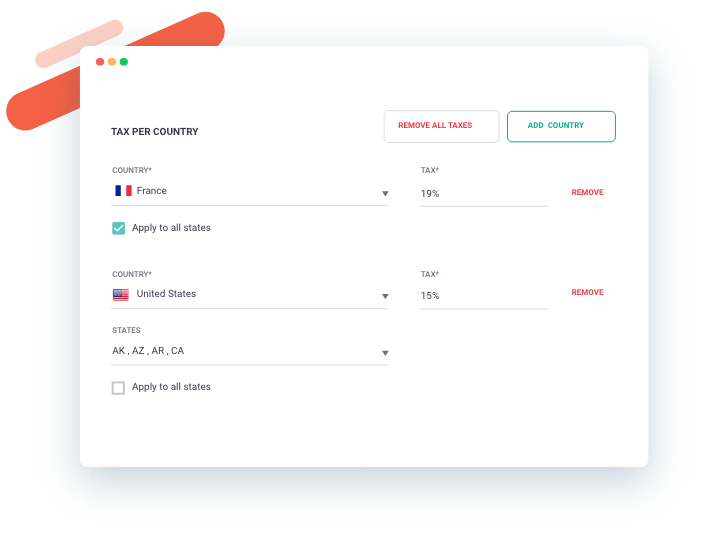 TAX PER COUNTRY
REMOVE ALL TAXES
ADD COUNTRY
COUNTRY*
TAX*
France
19%
REMOVE
Apply to all states
COUNTRY*
TAX*
United States
15%
REMOVE
STATES
AK , AZ , AR , CA
Apply to all states